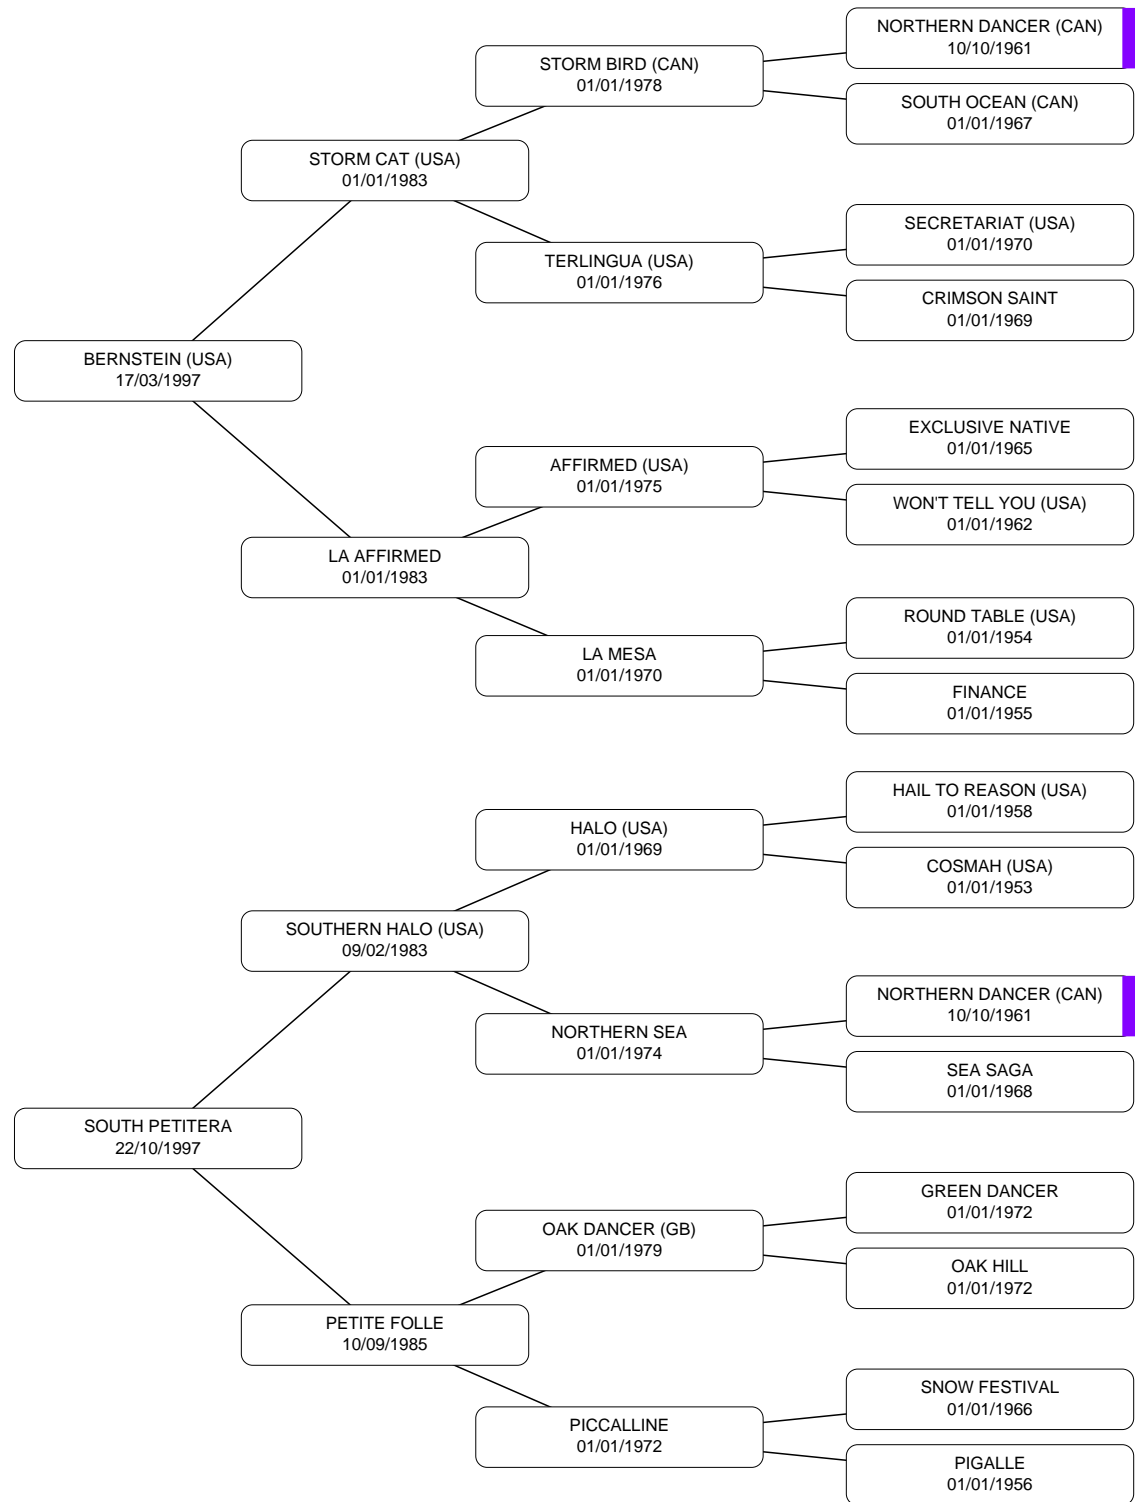 NORTHERN DANCER (CAN)
10/10/1961
STORM BIRD (CAN)
01/01/1978
SOUTH OCEAN (CAN)
01/01/1967
STORM CAT (USA)
01/01/1983
SECRETARIAT (USA)
01/01/1970
TERLINGUA (USA)
01/01/1976
CRIMSON SAINT
01/01/1969
BERNSTEIN (USA)
17/03/1997
EXCLUSIVE NATIVE
01/01/1965
AFFIRMED (USA)
01/01/1975
WON'T TELL YOU (USA)
01/01/1962
LA AFFIRMED
01/01/1983
ROUND TABLE (USA)
01/01/1954
LA MESA
01/01/1970
FINANCE
01/01/1955
HAIL TO REASON (USA)
01/01/1958
HALO (USA)
01/01/1969
COSMAH (USA)
01/01/1953
SOUTHERN HALO (USA)
09/02/1983
NORTHERN DANCER (CAN)
10/10/1961
NORTHERN SEA
01/01/1974
SEA SAGA
01/01/1968
SOUTH PETITERA
22/10/1997
GREEN DANCER
01/01/1972
OAK DANCER (GB)
01/01/1979
OAK HILL
01/01/1972
PETITE FOLLE
10/09/1985
SNOW FESTIVAL
01/01/1966
PICCALLINE
01/01/1972
PIGALLE
01/01/1956